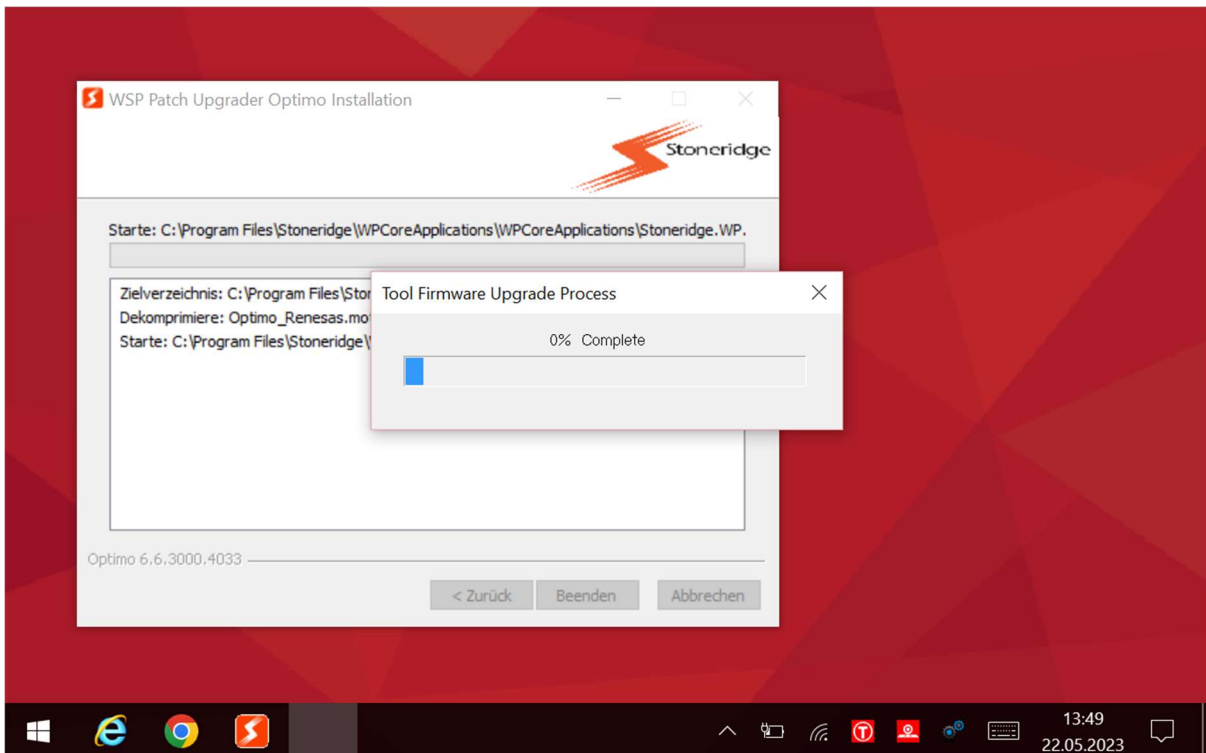 WSP Patch Upgrader Optimo Installation
Stoneridge
Starte: C:\Program Files\Stoneridge\WPCoreApplications\WPCoreApplications\Stoneridge.WP.
Zielverzeichnis: C:\Program Files\Stor
Dekomprimiere: Optimo_Renesas.mo
Starte: C:\Program Files\Stoneridge\
Tool Firmware Upgrade Process
0% Complete
Optimo 6.6.3000.4033
< Zurück Beenden Abbrechen
13:49
22.05.2023